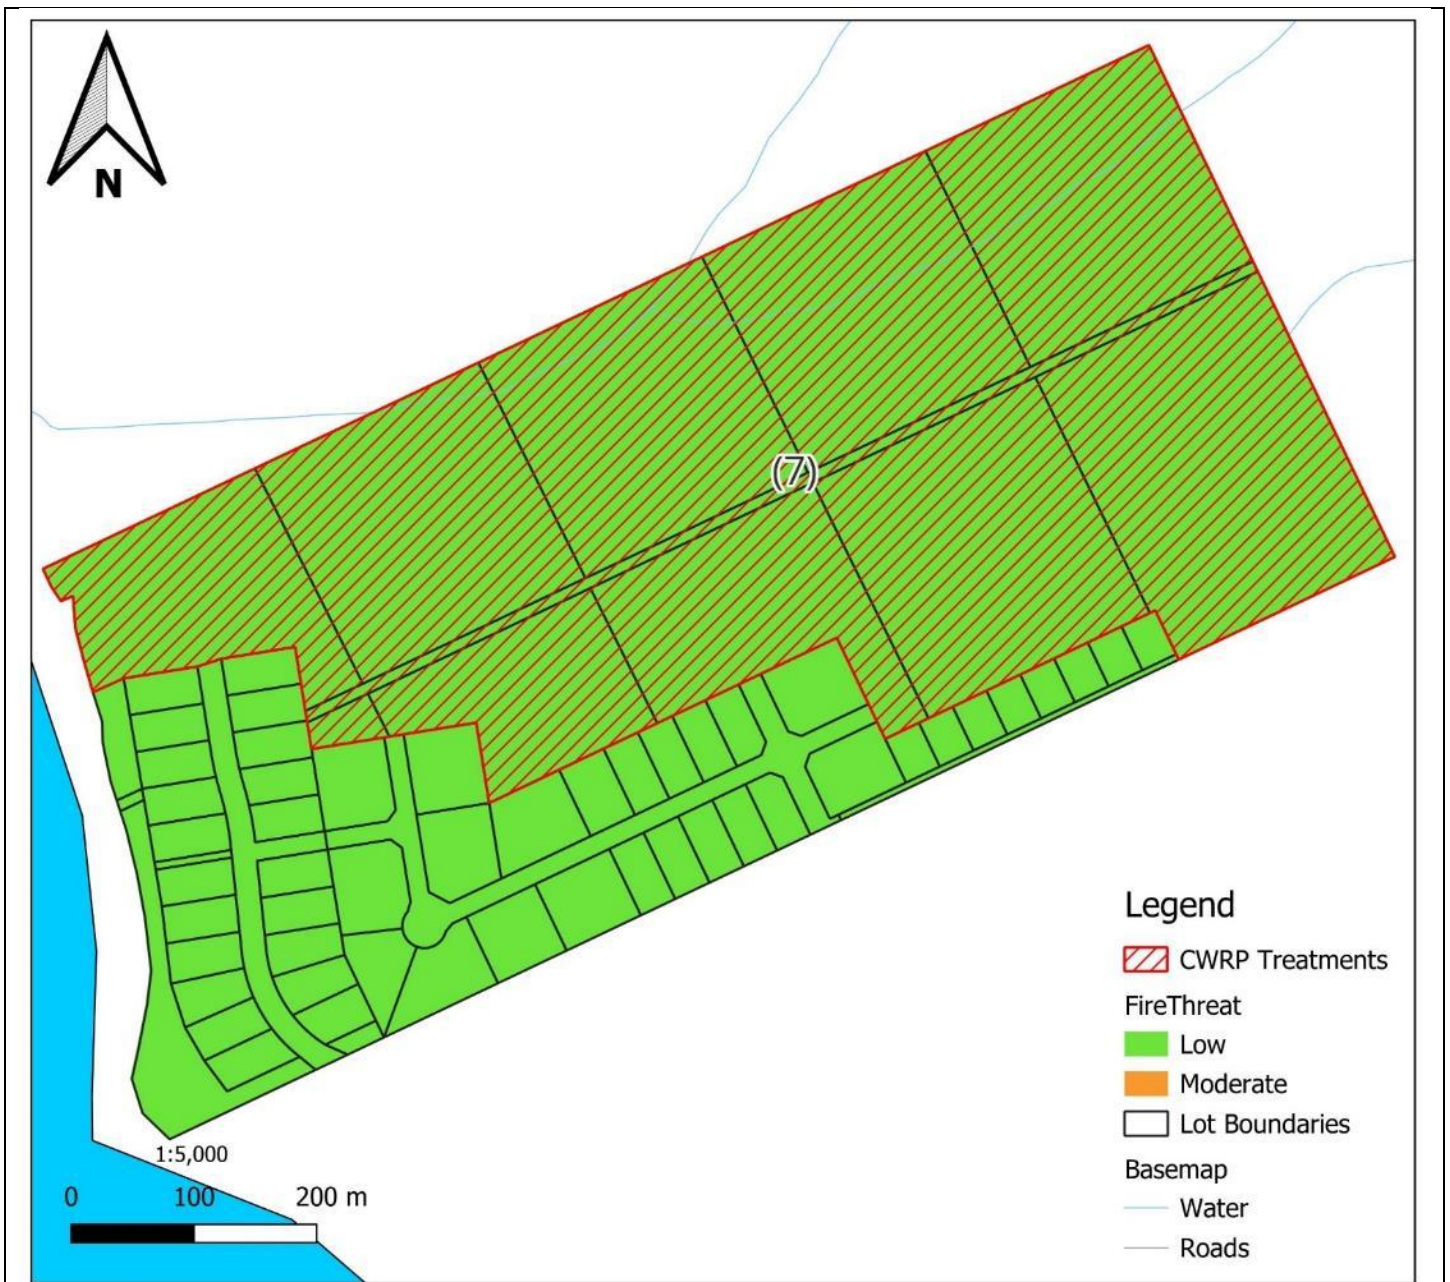 N
(7)
Legend
CWRP Treatments
FireThreat
Low
Moderate
Lot Boundaries
Basemap
Water
Roads
1:5,000
0 100 200 m